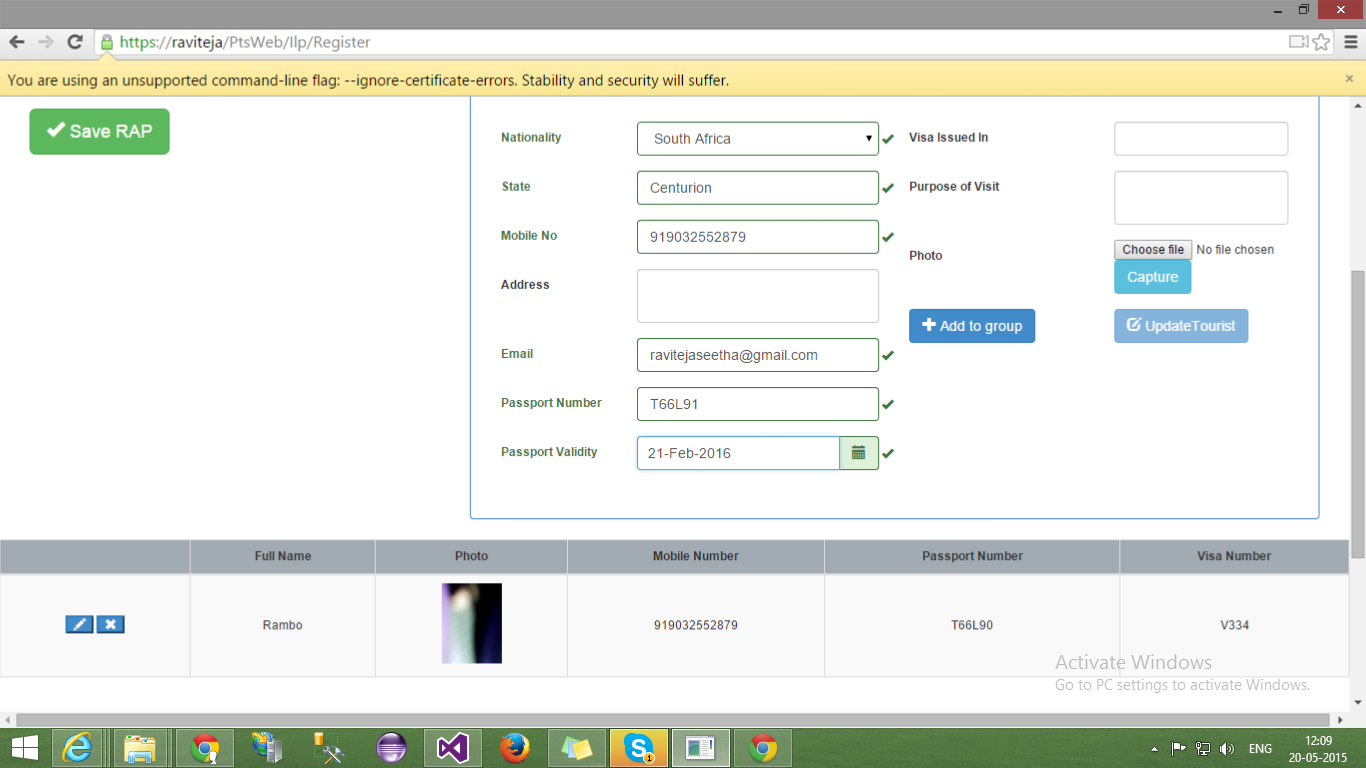 https://raviteja/PtsWeb/Ilp/Register
You are using an unsupported command-line flag: --ignore-certificate-errors. Stability and security will suffer.
Save RAP
Nationality South Africa Visa Issued In
State Centurion Purpose of Visit
Mobile No 919032552879
Photo Choose file No file chosen
Capture
Address
Add to group UpdateTourist
Email ravitejaseetha@gmail.com
Passport Number T66L91
Passport Validity 21-Feb-2016
Full Name Photo Mobile Number Passport Number Visa Number
Rambo 919032552879 T66L90 V334
Activate Windows
Go to PC settings to activate Windows.
1
ENG
12:09
20-05-2015